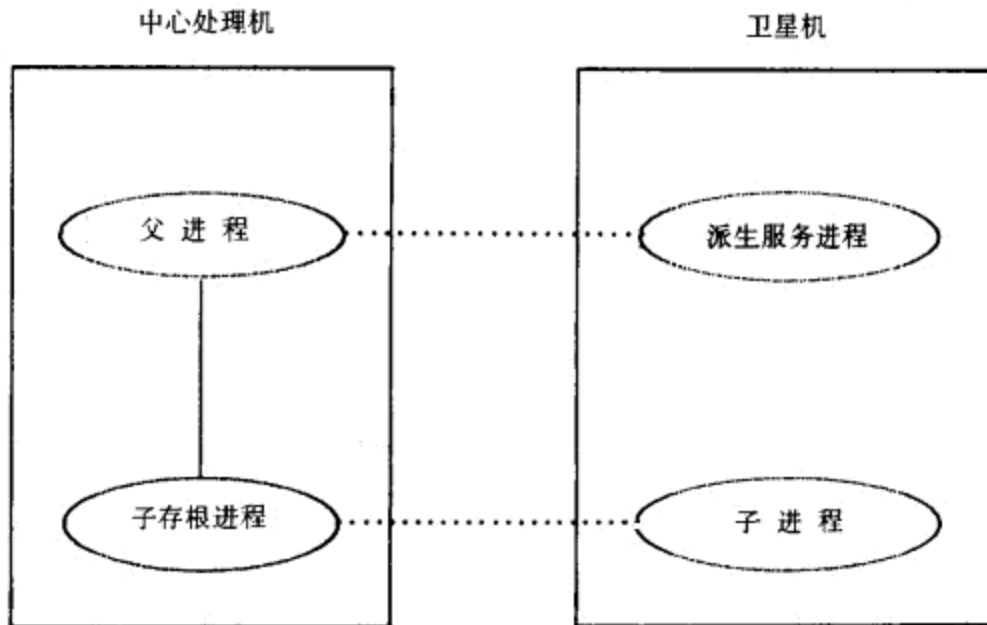 中心处理机
卫星机
父进程
派生服务进程
子存根进程
子进程